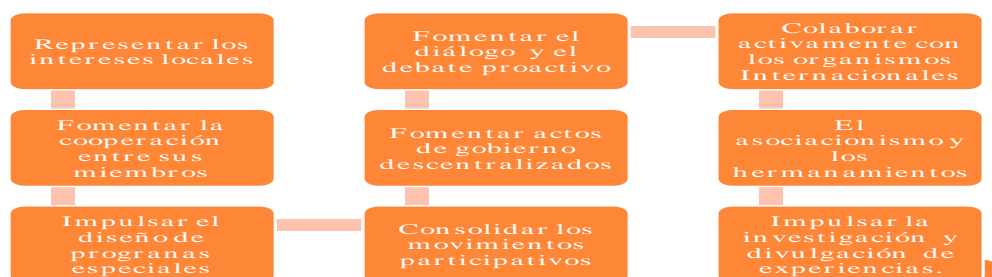 Representar los
intereses locales
Fomentar la
cooperación
entre sus
miembros
Impulsar el
diseño de
progranas
especiales
Consolidar los
movimientos
participativos
Fomentar actos
de gobierno
descentralizados
Fomentar el
diálogo y el
debate proactivo
Colaborar
activamente con
los organismos
Internacionales
El
asociacionismo y
los
hermanamientos
Impulsar la
investigación y
divulgación de
experiencias.